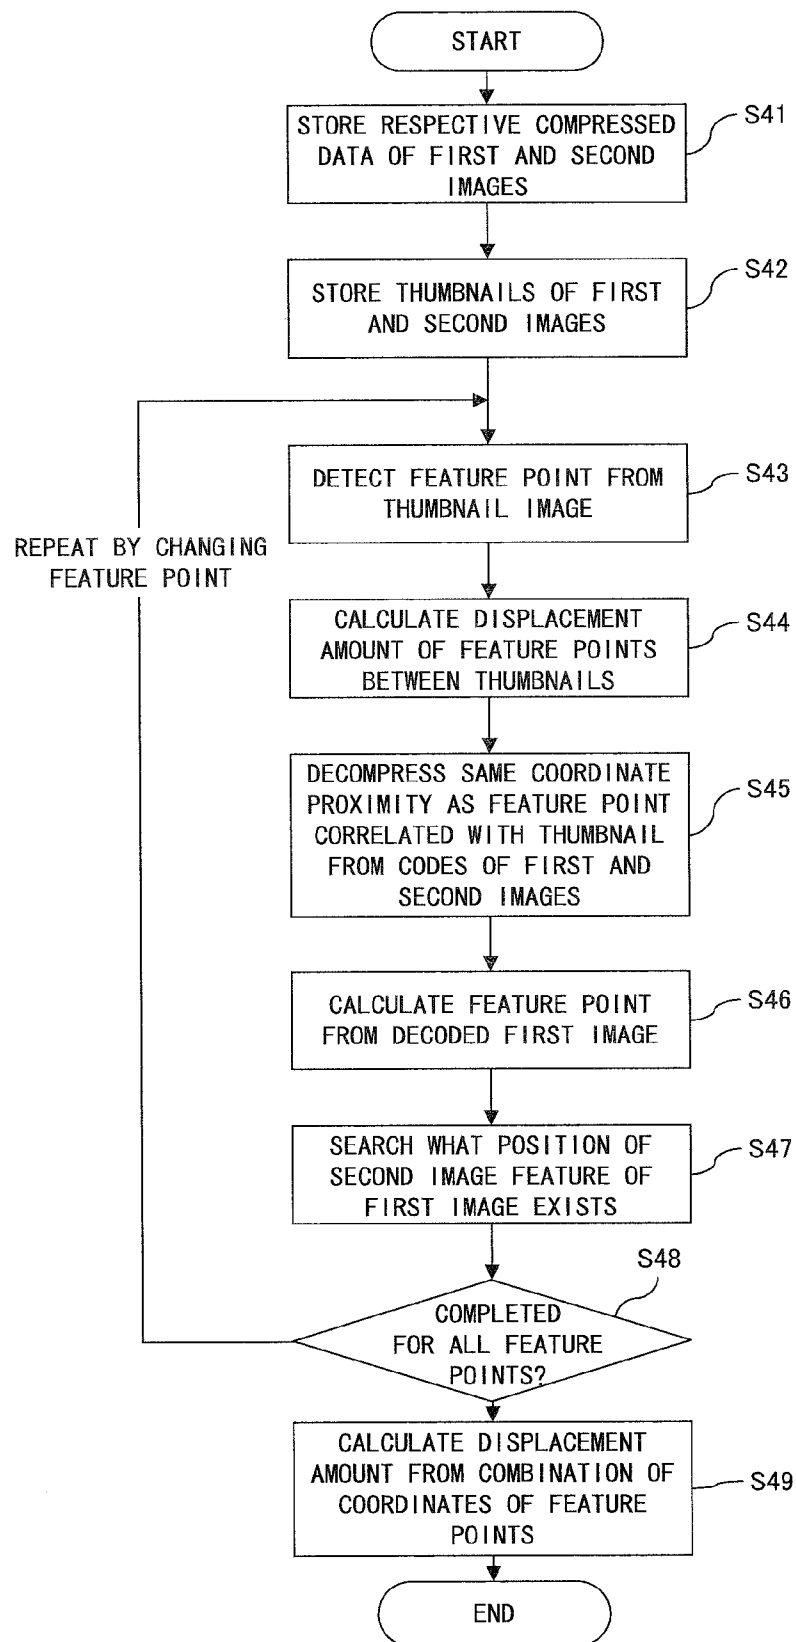 START
STORE RESPECTIVE COMPRESSED
DATA OF FIRST AND SECOND
IMAGES
S41
STORE THUMBNAILS OF FIRST
AND SECOND IMAGES
S42
DETECT FEATURE POINT FROM
THUMBNAIL IMAGE
S43
REPEAT BY CHANGING
FEATURE POINT
CALCULATE DISPLACEMENT
AMOUNT OF FEATURE POINTS
BETWEEN THUMBNAILS
S44
DECOMPRESS SAME COORDINATE
PROXIMITY AS FEATURE POINT
CORRELATED WITH THUMBNAIL
FROM CODES OF FIRST AND
SECOND IMAGES
S45
CALCULATE FEATURE POINT
FROM DECODED FIRST IMAGE
S46
SEARCH WHAT POSITION OF
SECOND IMAGE FEATURE OF
FIRST IMAGE EXISTS
S47
COMPLETED
FOR ALL FEATURE
POINTS?
S48
CALCULATE DISPLACEMENT
AMOUNT FROM COMBINATION OF
COORDINATES OF FEATURE
POINTS
S49
END